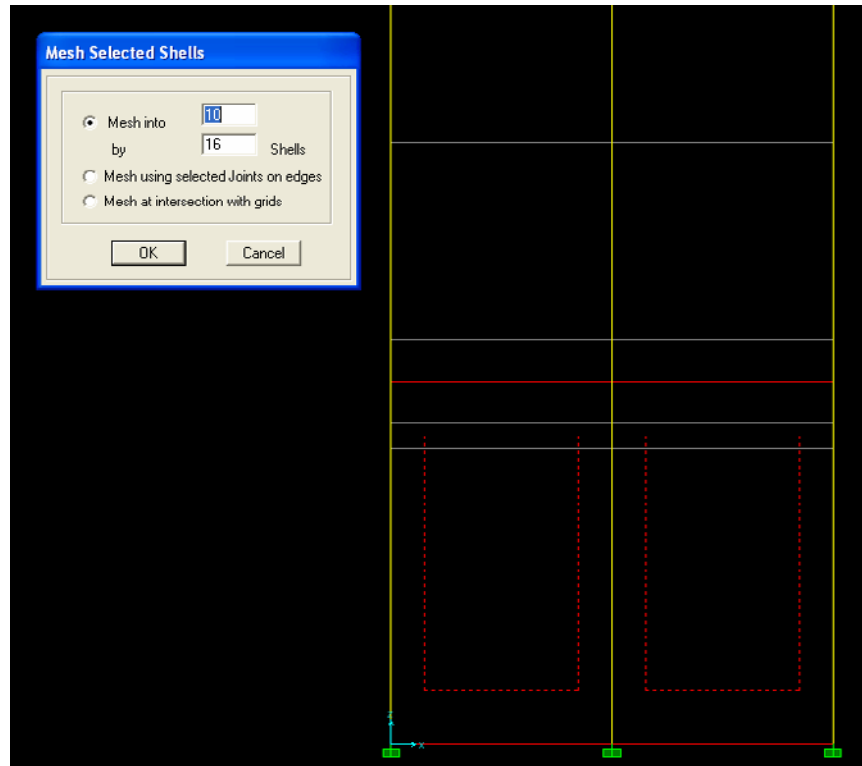 Mesh Selected Shells
Mesh into 10
by 16 Shells
Mesh using selected Joints on edges
Mesh at intersection with grids
OK Cancel
Z
X